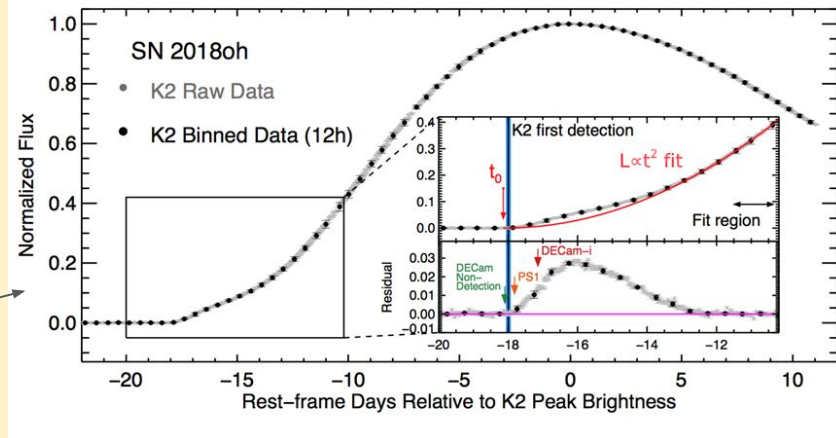 SN 2018oh
K2 Raw Data
K2 Binned Data (12h)
Normalized Flux
1.0
0.8
0.6
0.4
0.2
0.0
−20
−15
−10
−5
0
5
10
Rest−frame Days Relative to K2 Peak Brightness
K2 first detection
L∝t² fit
t₀
Fit region
0.4
0.3
0.2
0.1
0.0
DECam−i
PS1
DECam
Non−
Detection
Residual
0.03
0.02
0.01
0.00
−0.01
−20
−18
−16
−14
−12